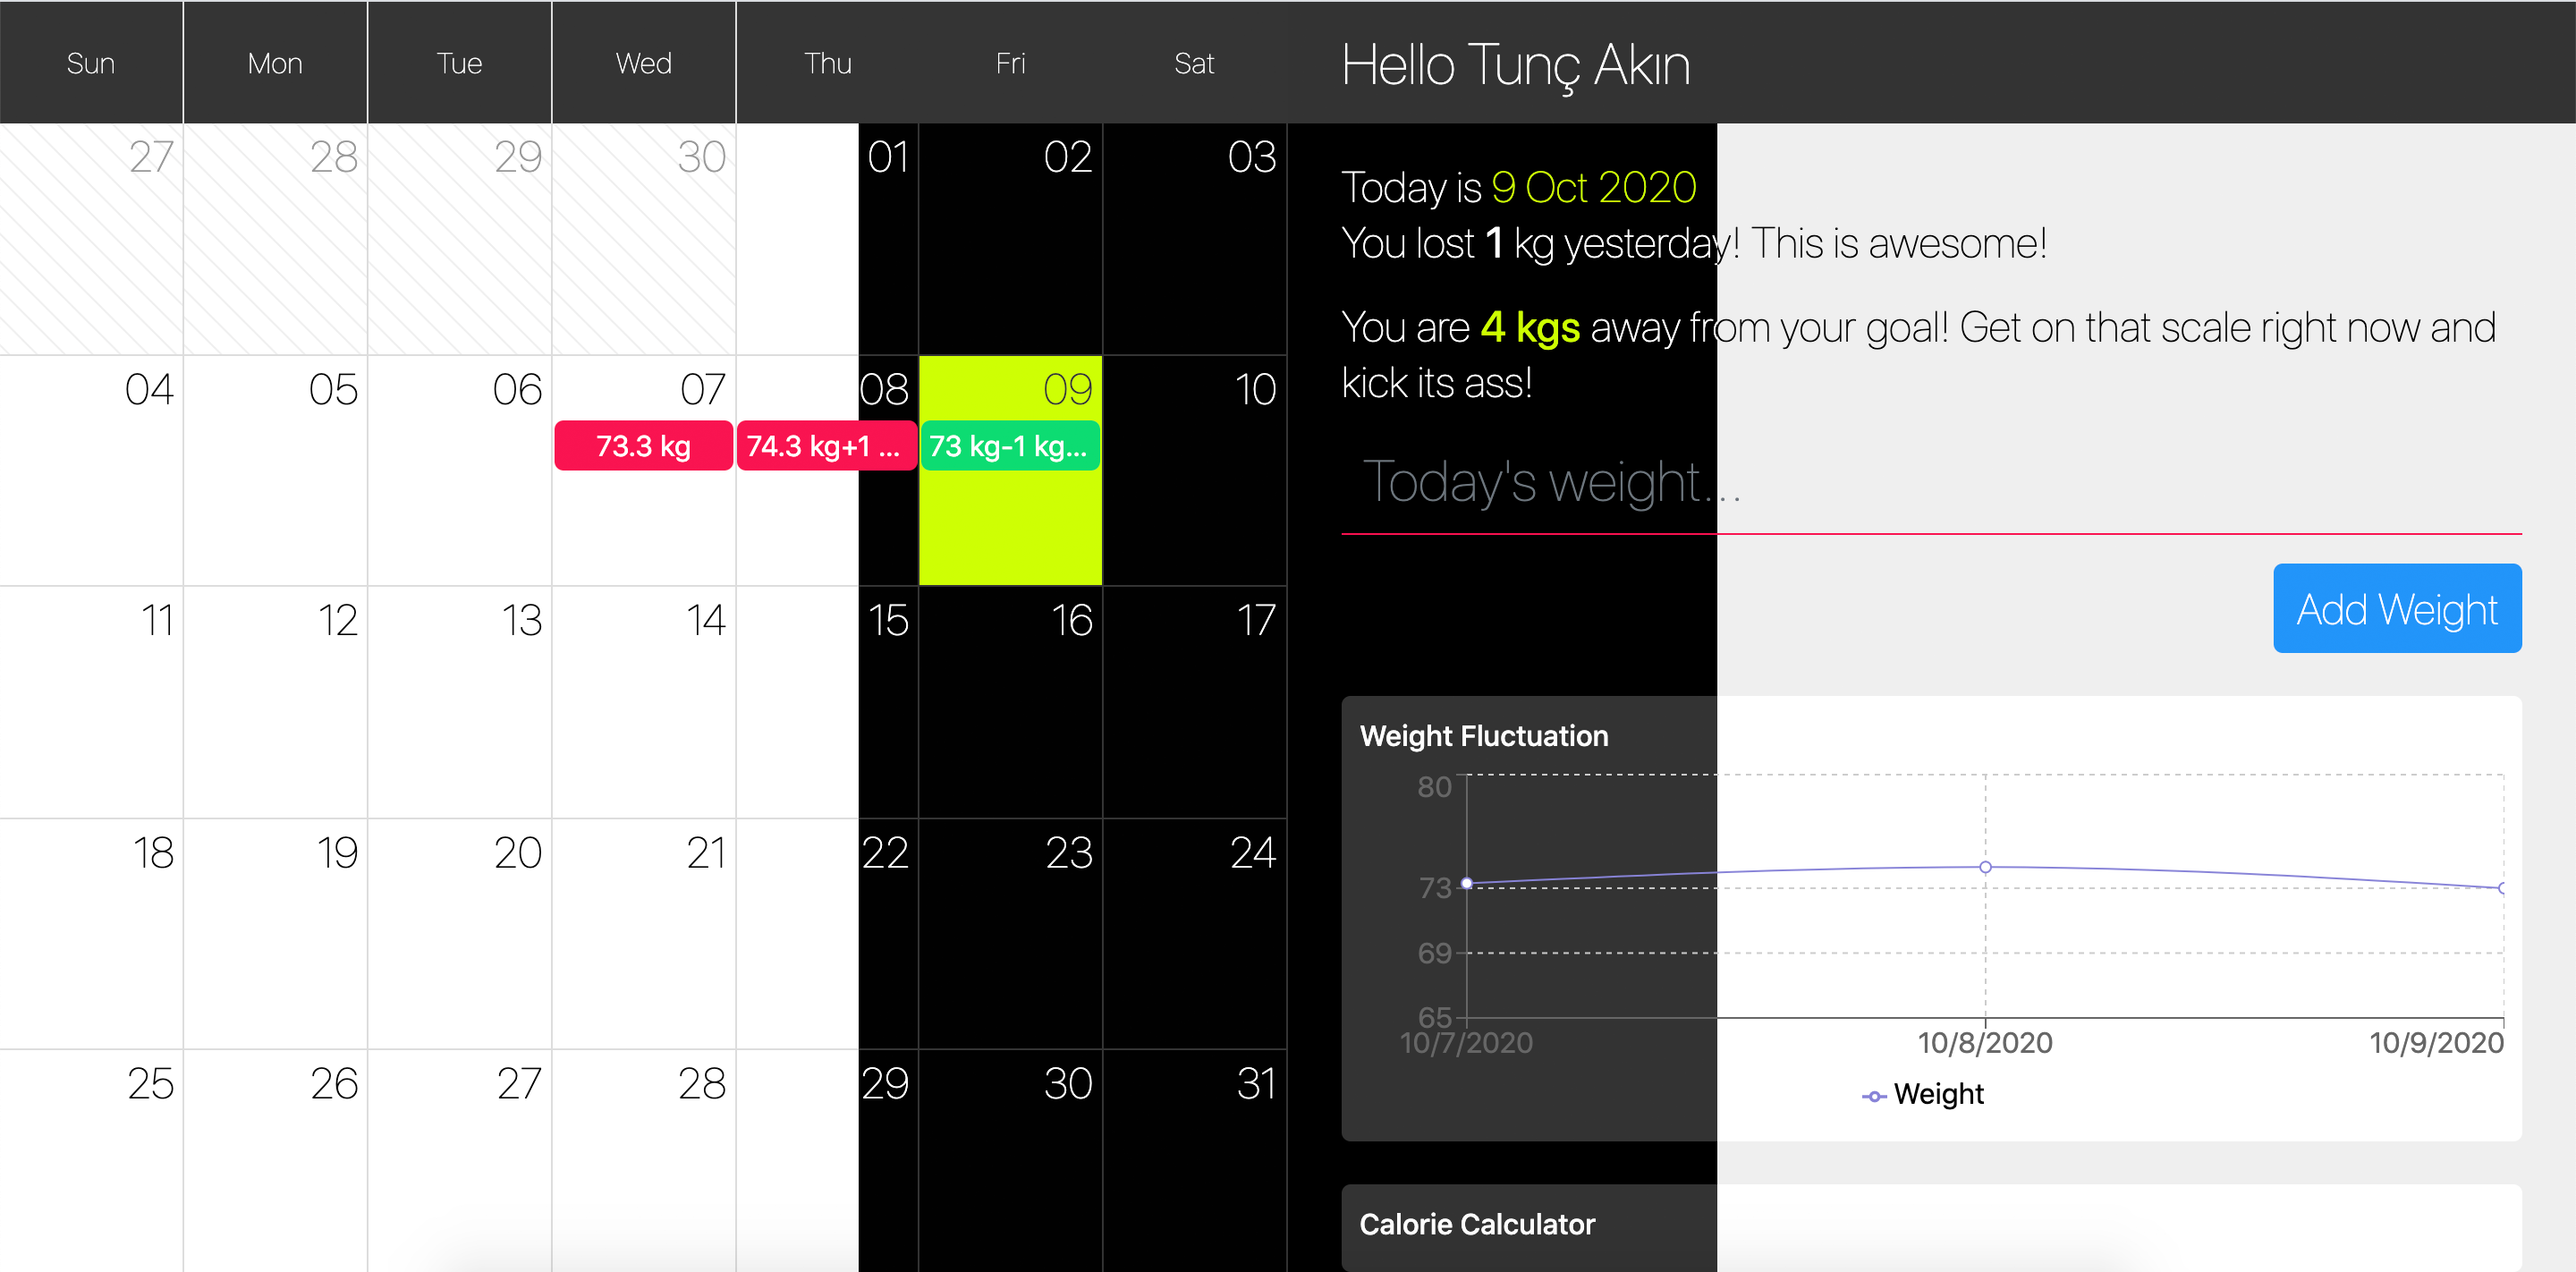 Sun Mon Tue Wed Thu Fri Sat
27 28 29 30 01 02 03
04 05 06 07 08 09 10
73.3 kg 74.3 kg+1 ... 73 kg-1 kg...
11 12 13 14 15 16 17
18 19 20 21 22 23 24
25 26 27 28 29 30 31
Hello Tunç Akın
Today is 9 Oct 2020
You lost 1 kg yesterday! This is awesome!
You are 4 kgs away from your goal! Get on that scale right now and
kick its ass!
Today's weight...
Add Weight
Weight Fluctuation
80
73
69
65
10/7/2020 10/8/2020 10/9/2020
Weight
Calorie Calculator